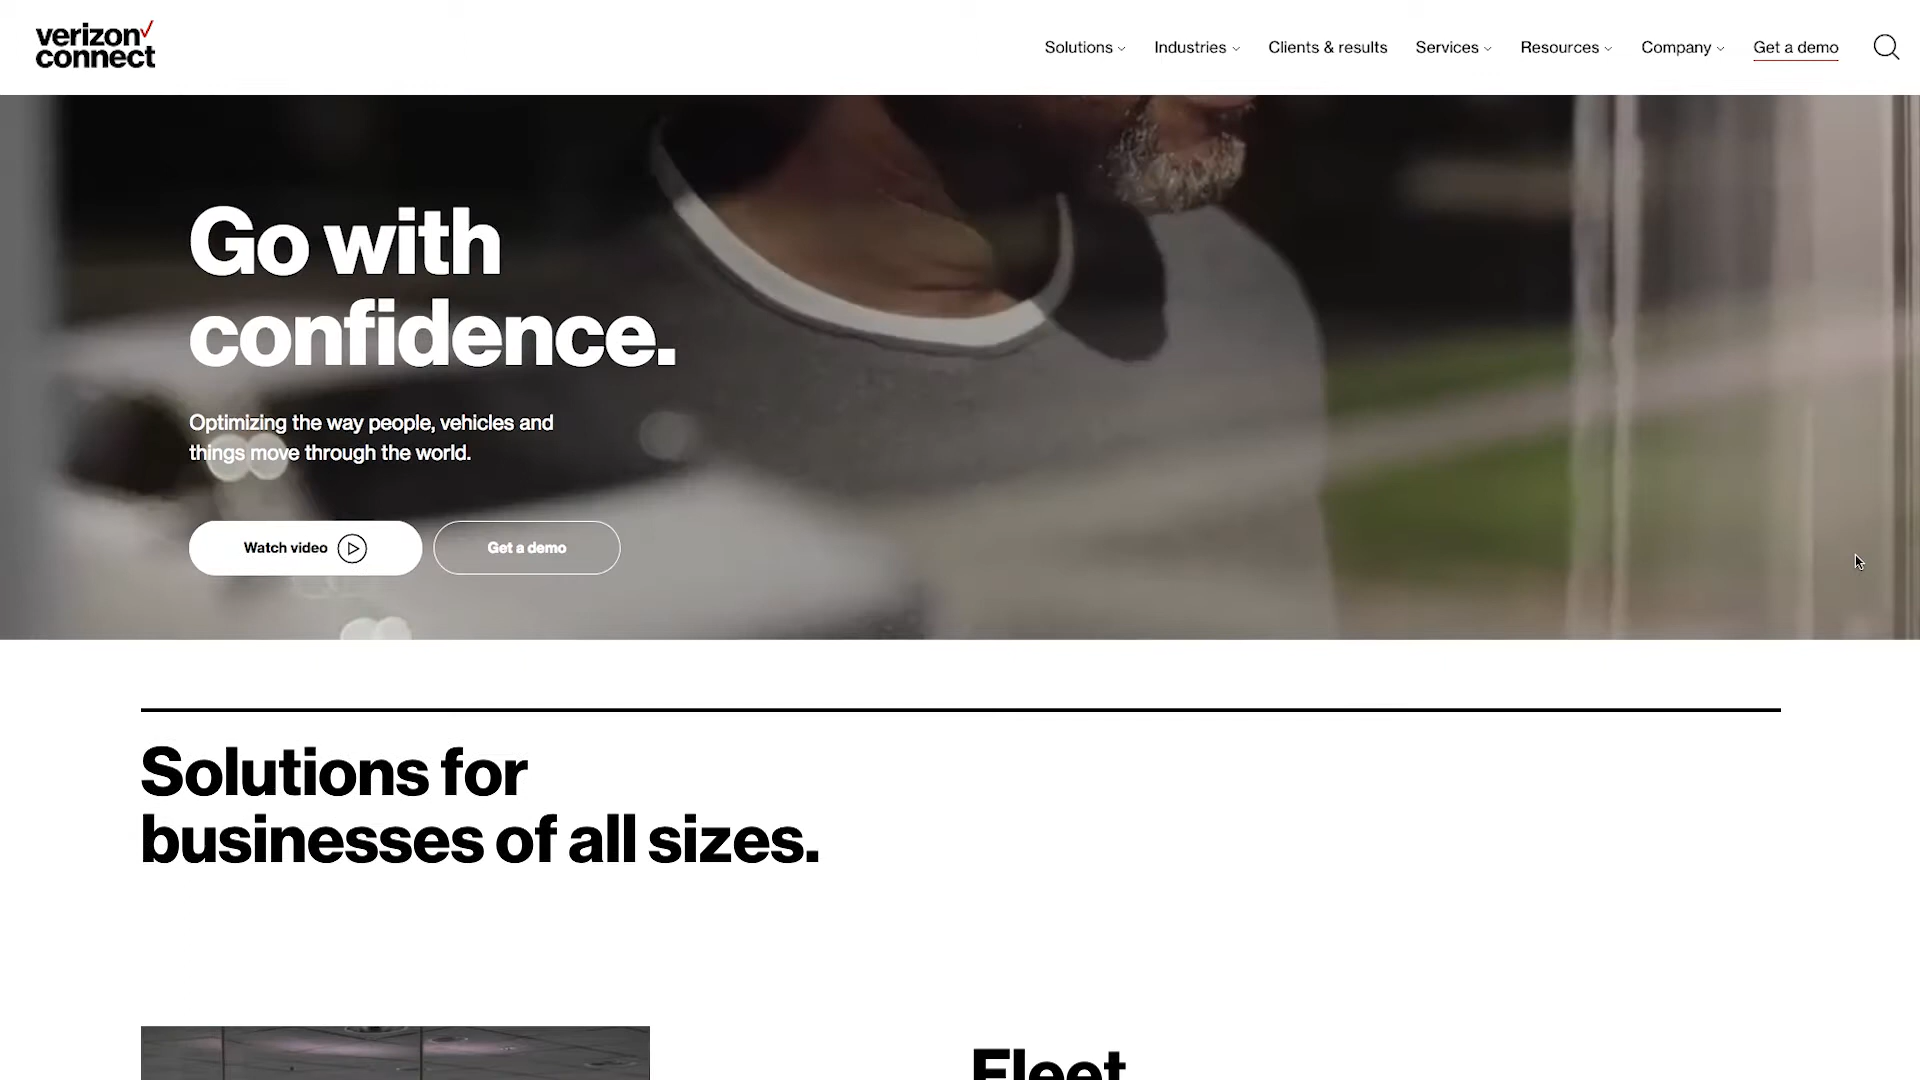 verizon
connect
Solutions
Industries
Clients & results
Services
Resources
Company
Get a demo
Go with
confidence.
Optimizing the way people, vehicles and
things move through the world.
Watch video
Get a demo
Solutions for
businesses of all sizes.
Fleet